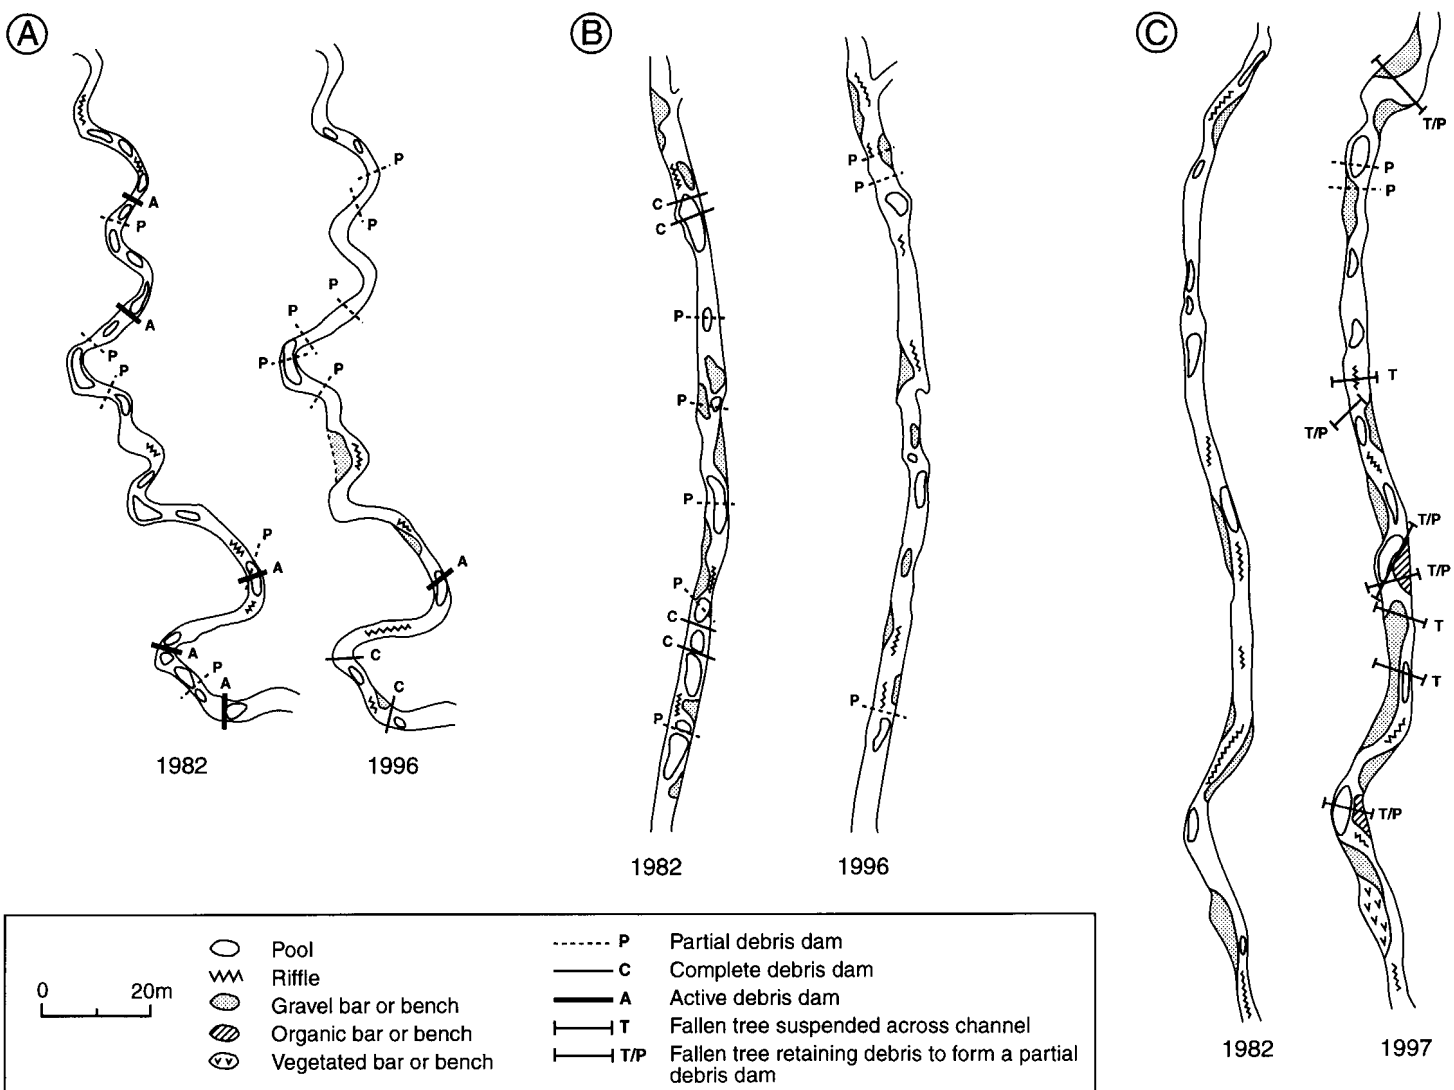 A
B
C
A
P
A
P
P
P
A
A
P
A
1982
P
P
P
P
P
P
A
C
C
1996
C
C
P
P
P
P
C
C
P
1982
P
P
P
1996
1982
T/P
P
P
T
T/P
T/P
T/P
T
T
T/P
1997
0 20m
Pool
Riffle
Gravel bar or bench
Organic bar or bench
Vegetated bar or bench
P Partial debris dam
C Complete debris dam
A Active debris dam
T Fallen tree suspended across channel
T/P Fallen tree retaining debris to form a partial
debris dam